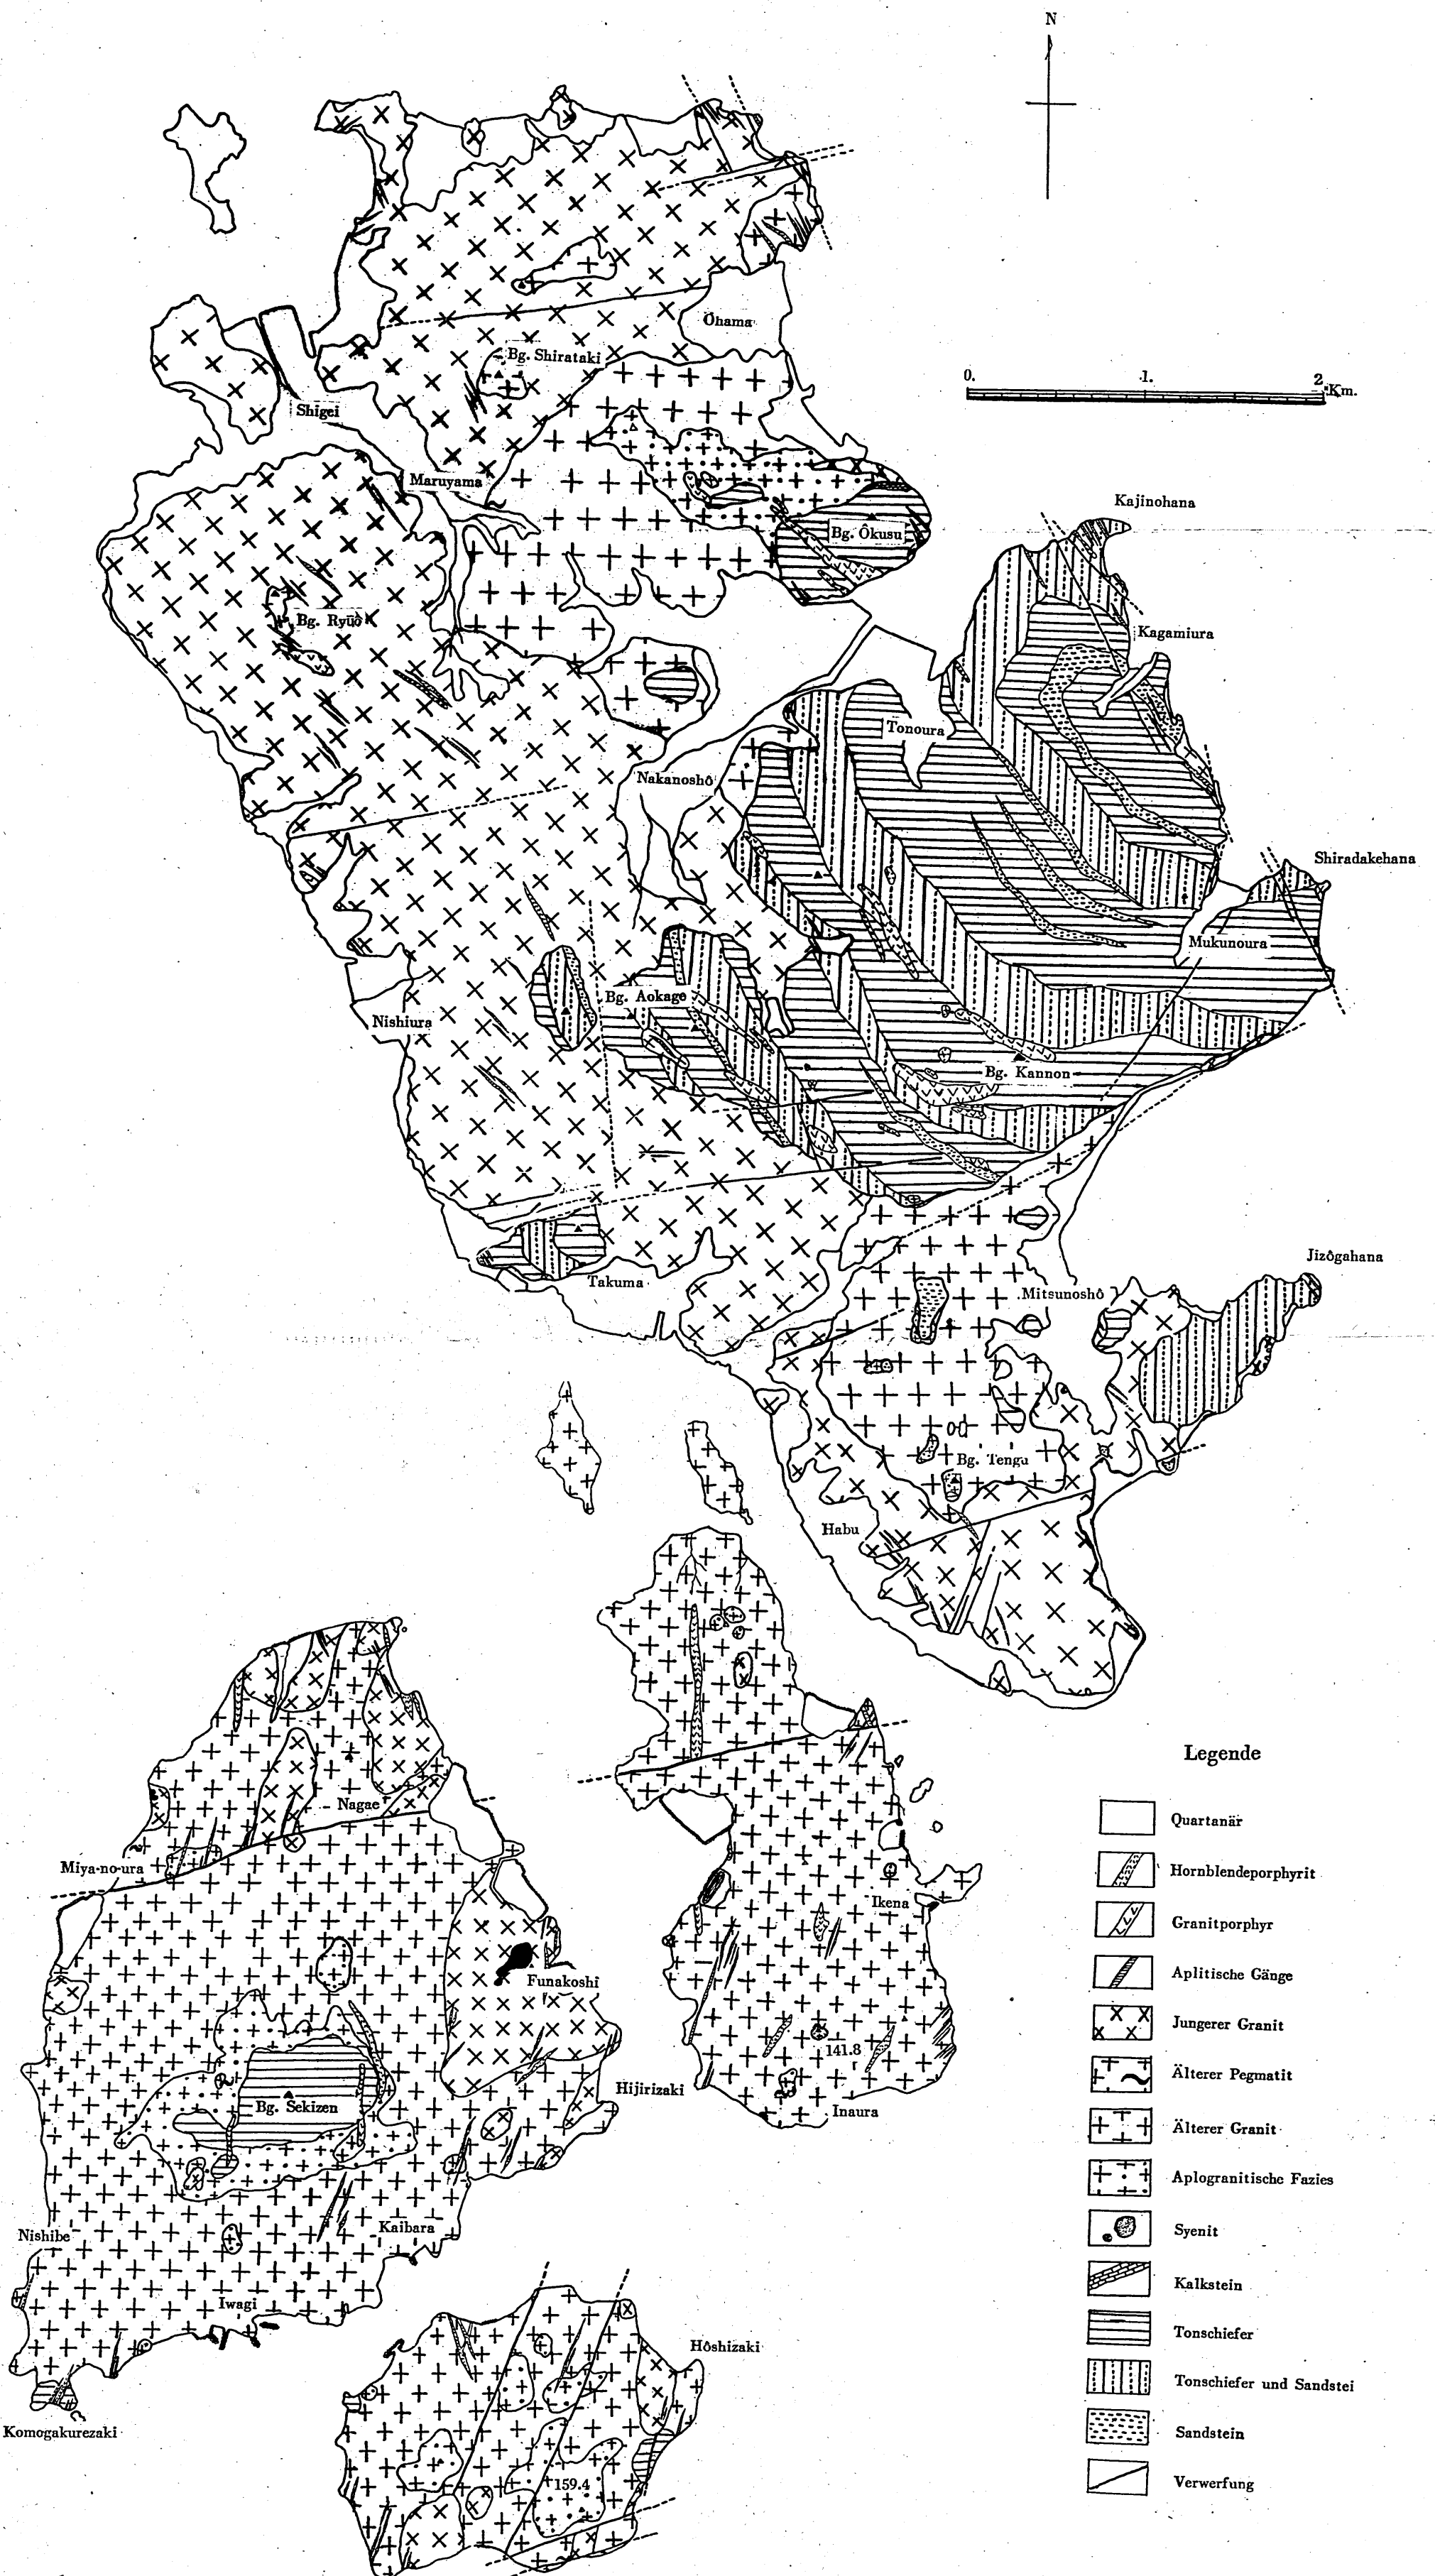 N
Ôhama
Bg. Shirataki
0. 1. 2 Km.
Shigei
Maruyama
Kajinohana
Bg. Ôkusu
Bg. Ryûô
Kagamiura
Tonoura
Nakanoshô
Shiradakehana
Mukunoura
Bg. Aokage
Nishiura
Bg. Kannon
Jizôgahana
Takuma
Mitsunoshô
Bg. Tengu
Habu
Legende
Nagae
Quartanär
Miya-no-ura
Hornblendeporphyrit
Ikena
Granitporphyr
Funakoshi
Aplitische Gänge
Jungerer Granit
141.8
Hijirizaki
Älterer Pegmatit
Bg. Sekizen
Inaura
Älterer Granit
Aplogranitische Fazies
Kaibara
Nishibe
Syenit
Iwagi
Kalkstein
Tonschiefer
Hôshizaki
Tonschiefer und Sandstei
Komogakurezaki
Sandstein
159.4
Verwerfung